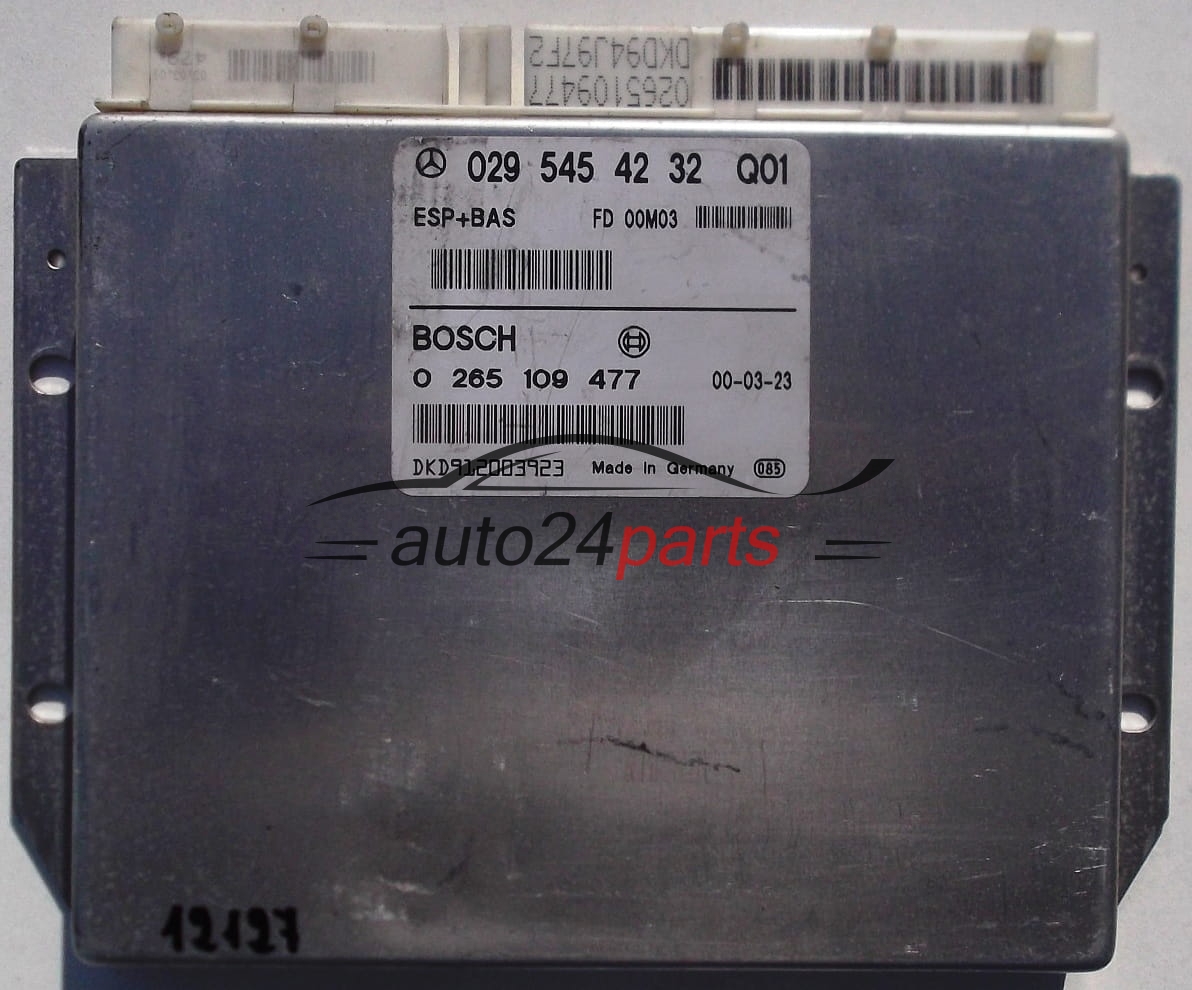 DKD94J97F2
0265109477
029 545 42 32 Q01
ESP+BAS FD 00M03
BOSCH
0 265 109 477 00-03-23
DKD912003923 Made in Germany 085
auto24parts
12127